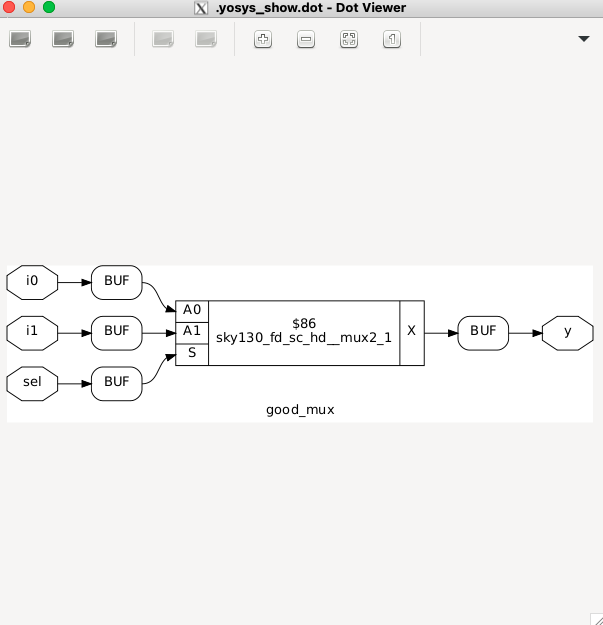 .yosys_show.dot - Dot Viewer
i0
BUF
i1
BUF
sel
BUF
A0
A1
S
$86
sky130_fd_sc_hd__mux2_1
X
BUF
y
good_mux